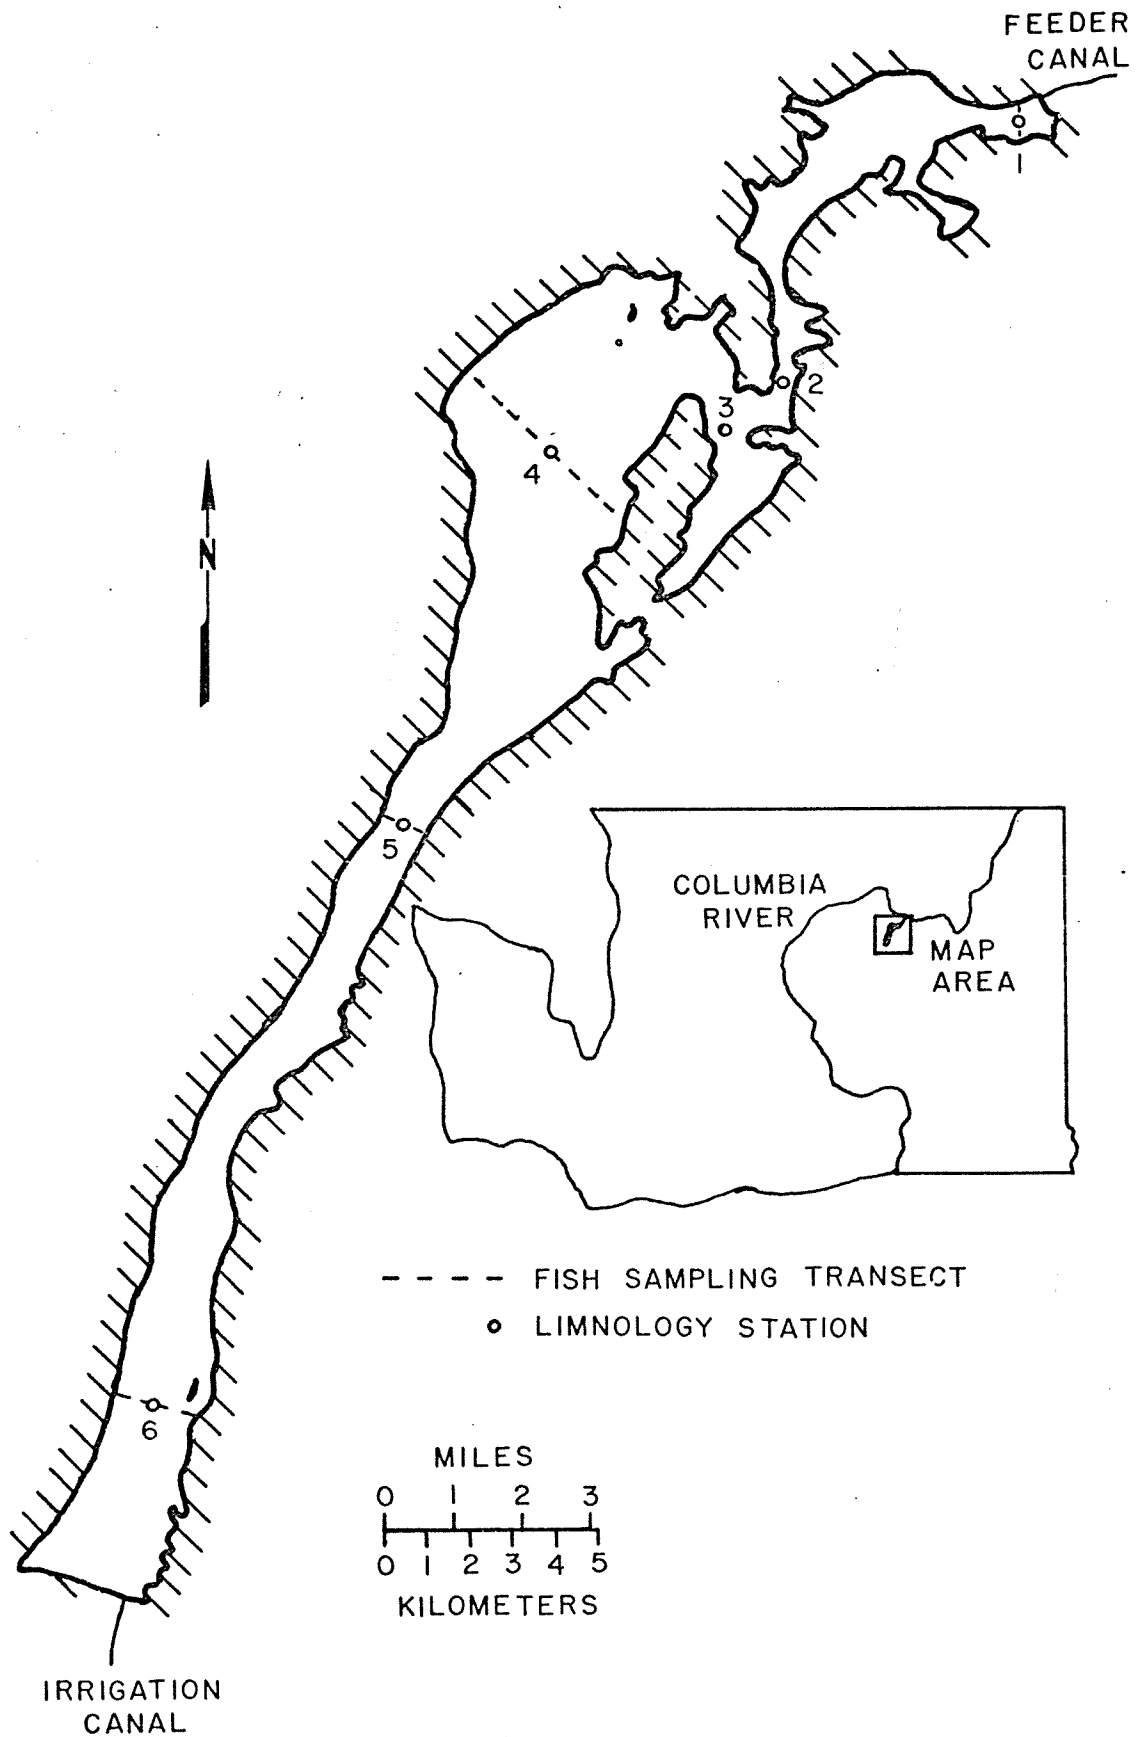 FEEDER
CANAL
1
2
3
4
N
5
COLUMBIA
RIVER
MAP
AREA
FISH SAMPLING TRANSECT
LIMNOLOGY STATION
6
MILES
0 1 2 3
0 1 2 3 4 5
KILOMETERS
IRRIGATION
CANAL